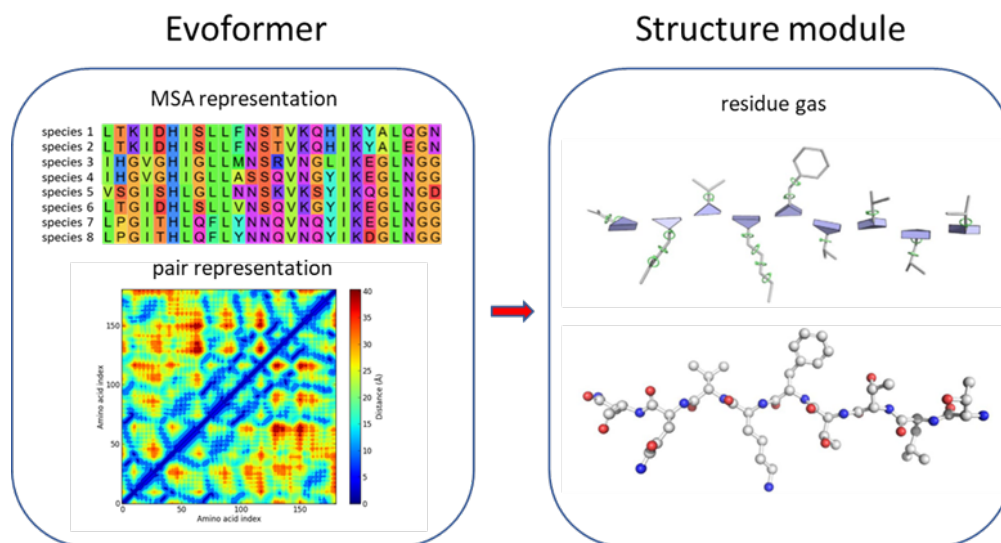 Evoformer
Structure module
MSA representation
species 1 LTKIDHISLLFNSTVKQHIKYALQGN
species 2 LTKIDHISLLFNSTVKQHIKYALEGN
species 3 IHGVGHIGLLMNSRVNGLIKEGLNGG
species 4 IHGVGHIGLLASSQVNGYIKEGLNGG
species 5 VSGISHLGLLNNSKVKSYIKQGLNGD
species 6 LTGIDHLSLLVNSQVKGYIKEGLNGG
species 7 LPGITHLQFLYNNQVNQYIKEGLNGG
species 8 LPGITHLQFLYNNQVNQYIKDGLNGG
pair representation
Amino acid index
150
100
50
0
0 50 100 150
Amino acid index
40
35
30
25
20
15
10
5
0
Distance (Å)
residue gas